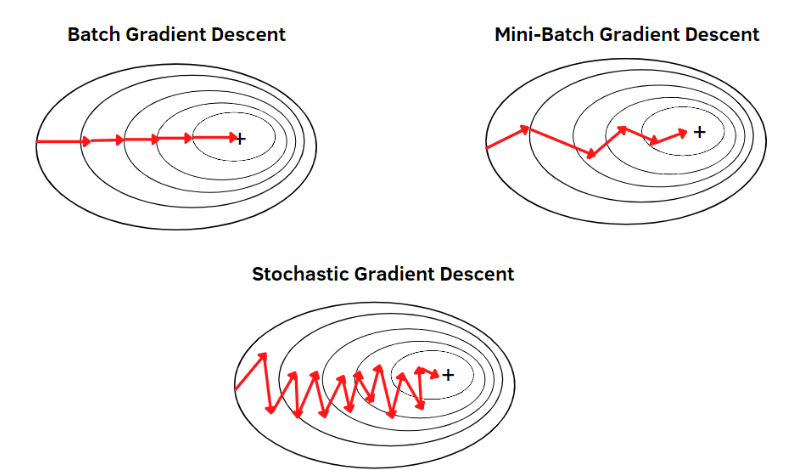 Batch Gradient Descent
Mini-Batch Gradient Descent
Stochastic Gradient Descent